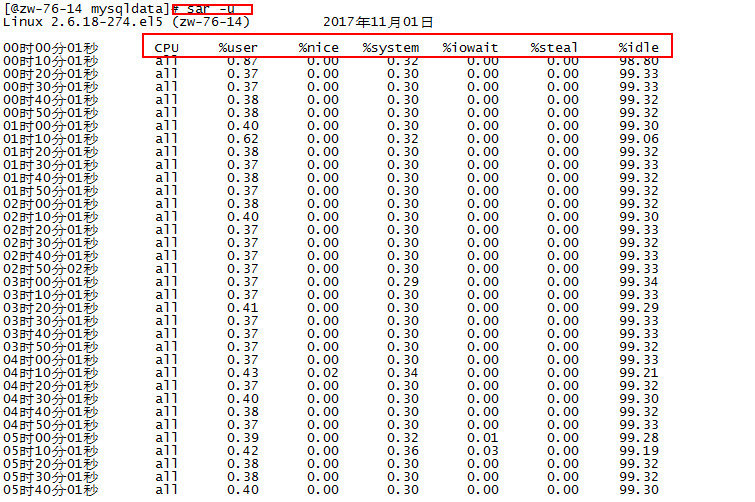 [@zw-76-14 mysqldata]# sar -u
Linux 2.6.18-274.el5 (zw-76-14) 2017年11月01日
00时00分01秒 CPU %user %nice %system %iowait %steal %idle
00时10分01秒 all 0.87 0.00 0.32 0.00 0.00 98.80
00时20分01秒 all 0.37 0.00 0.30 0.00 0.00 99.33
00时30分01秒 all 0.37 0.00 0.30 0.00 0.00 99.33
00时40分01秒 all 0.38 0.00 0.30 0.00 0.00 99.32
00时50分01秒 all 0.38 0.00 0.30 0.00 0.00 99.32
01时00分01秒 all 0.40 0.00 0.30 0.00 0.00 99.30
01时10分01秒 all 0.62 0.00 0.32 0.00 0.00 99.06
01时20分01秒 all 0.38 0.00 0.30 0.00 0.00 99.32
01时30分01秒 all 0.37 0.00 0.30 0.00 0.00 99.33
01时40分01秒 all 0.38 0.00 0.30 0.00 0.00 99.32
01时50分01秒 all 0.37 0.00 0.30 0.00 0.00 99.32
02时00分01秒 all 0.38 0.00 0.30 0.00 0.00 99.32
02时10分01秒 all 0.40 0.00 0.30 0.00 0.00 99.30
02时20分01秒 all 0.37 0.00 0.30 0.00 0.00 99.33
02时30分01秒 all 0.37 0.00 0.30 0.00 0.00 99.32
02时40分01秒 all 0.37 0.00 0.30 0.00 0.00 99.33
02时50分02秒 all 0.37 0.00 0.30 0.00 0.00 99.33
03时00分01秒 all 0.37 0.00 0.29 0.00 0.00 99.34
03时10分01秒 all 0.37 0.00 0.30 0.00 0.00 99.33
03时20分01秒 all 0.41 0.00 0.30 0.00 0.00 99.29
03时30分01秒 all 0.37 0.00 0.30 0.00 0.00 99.33
03时40分01秒 all 0.37 0.00 0.30 0.00 0.00 99.33
03时50分01秒 all 0.37 0.00 0.30 0.00 0.00 99.32
04时00分01秒 all 0.37 0.00 0.30 0.00 0.00 99.33
04时10分01秒 all 0.43 0.02 0.34 0.00 0.00 99.21
04时20分01秒 all 0.37 0.00 0.30 0.00 0.00 99.32
04时30分01秒 all 0.40 0.00 0.30 0.00 0.00 99.30
04时40分01秒 all 0.38 0.00 0.30 0.00 0.00 99.32
04时50分01秒 all 0.37 0.00 0.30 0.00 0.00 99.33
05时00分01秒 all 0.39 0.00 0.32 0.01 0.00 99.28
05时10分01秒 all 0.42 0.00 0.36 0.03 0.00 99.19
05时20分01秒 all 0.38 0.00 0.30 0.00 0.00 99.32
05时30分01秒 all 0.38 0.00 0.30 0.00 0.00 99.32
05时40分01秒 all 0.40 0.00 0.30 0.00 0.00 99.30